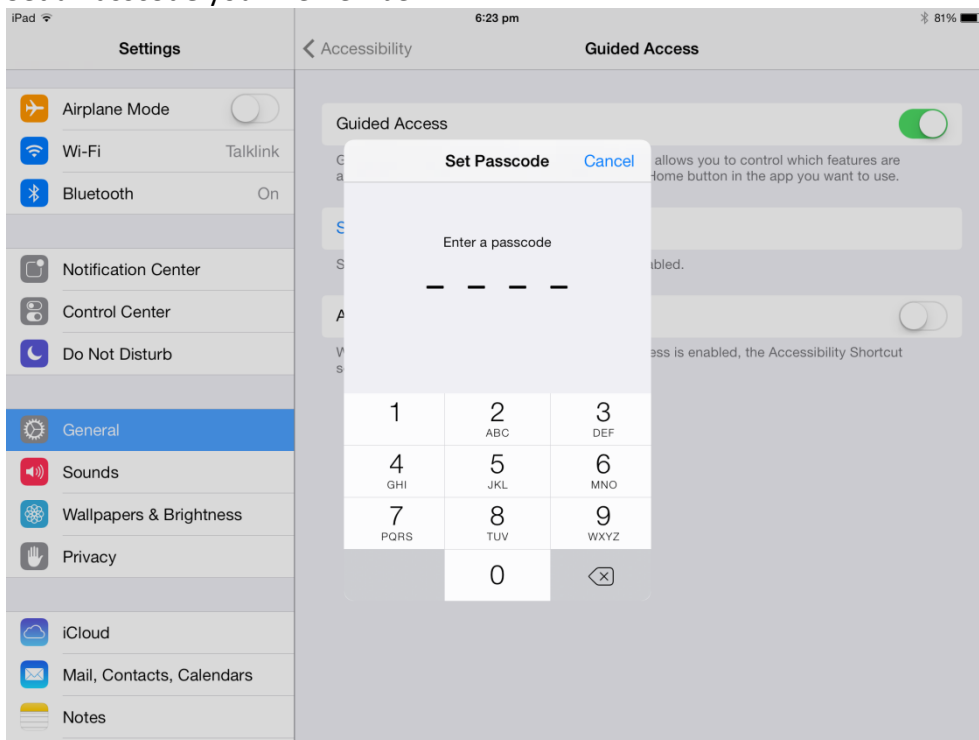 iPad
6:23 pm
81%
Settings
Accessibility
Guided Access
Airplane Mode
Wi-Fi Talklink
Bluetooth On
Notification Center
Control Center
Do Not Disturb
General
Sounds
Wallpapers & Brightness
Privacy
iCloud
Mail, Contacts, Calendars
Notes
Guided Access
allows you to control which features are
Home button in the app you want to use.
Set Passcode Cancel
Enter a passcode
1 2 3
ABC DEF
4 5 6
GHI JKL MNO
7 8 9
PQRS TUV WXYZ
0
is enabled, the Accessibility Shortcut